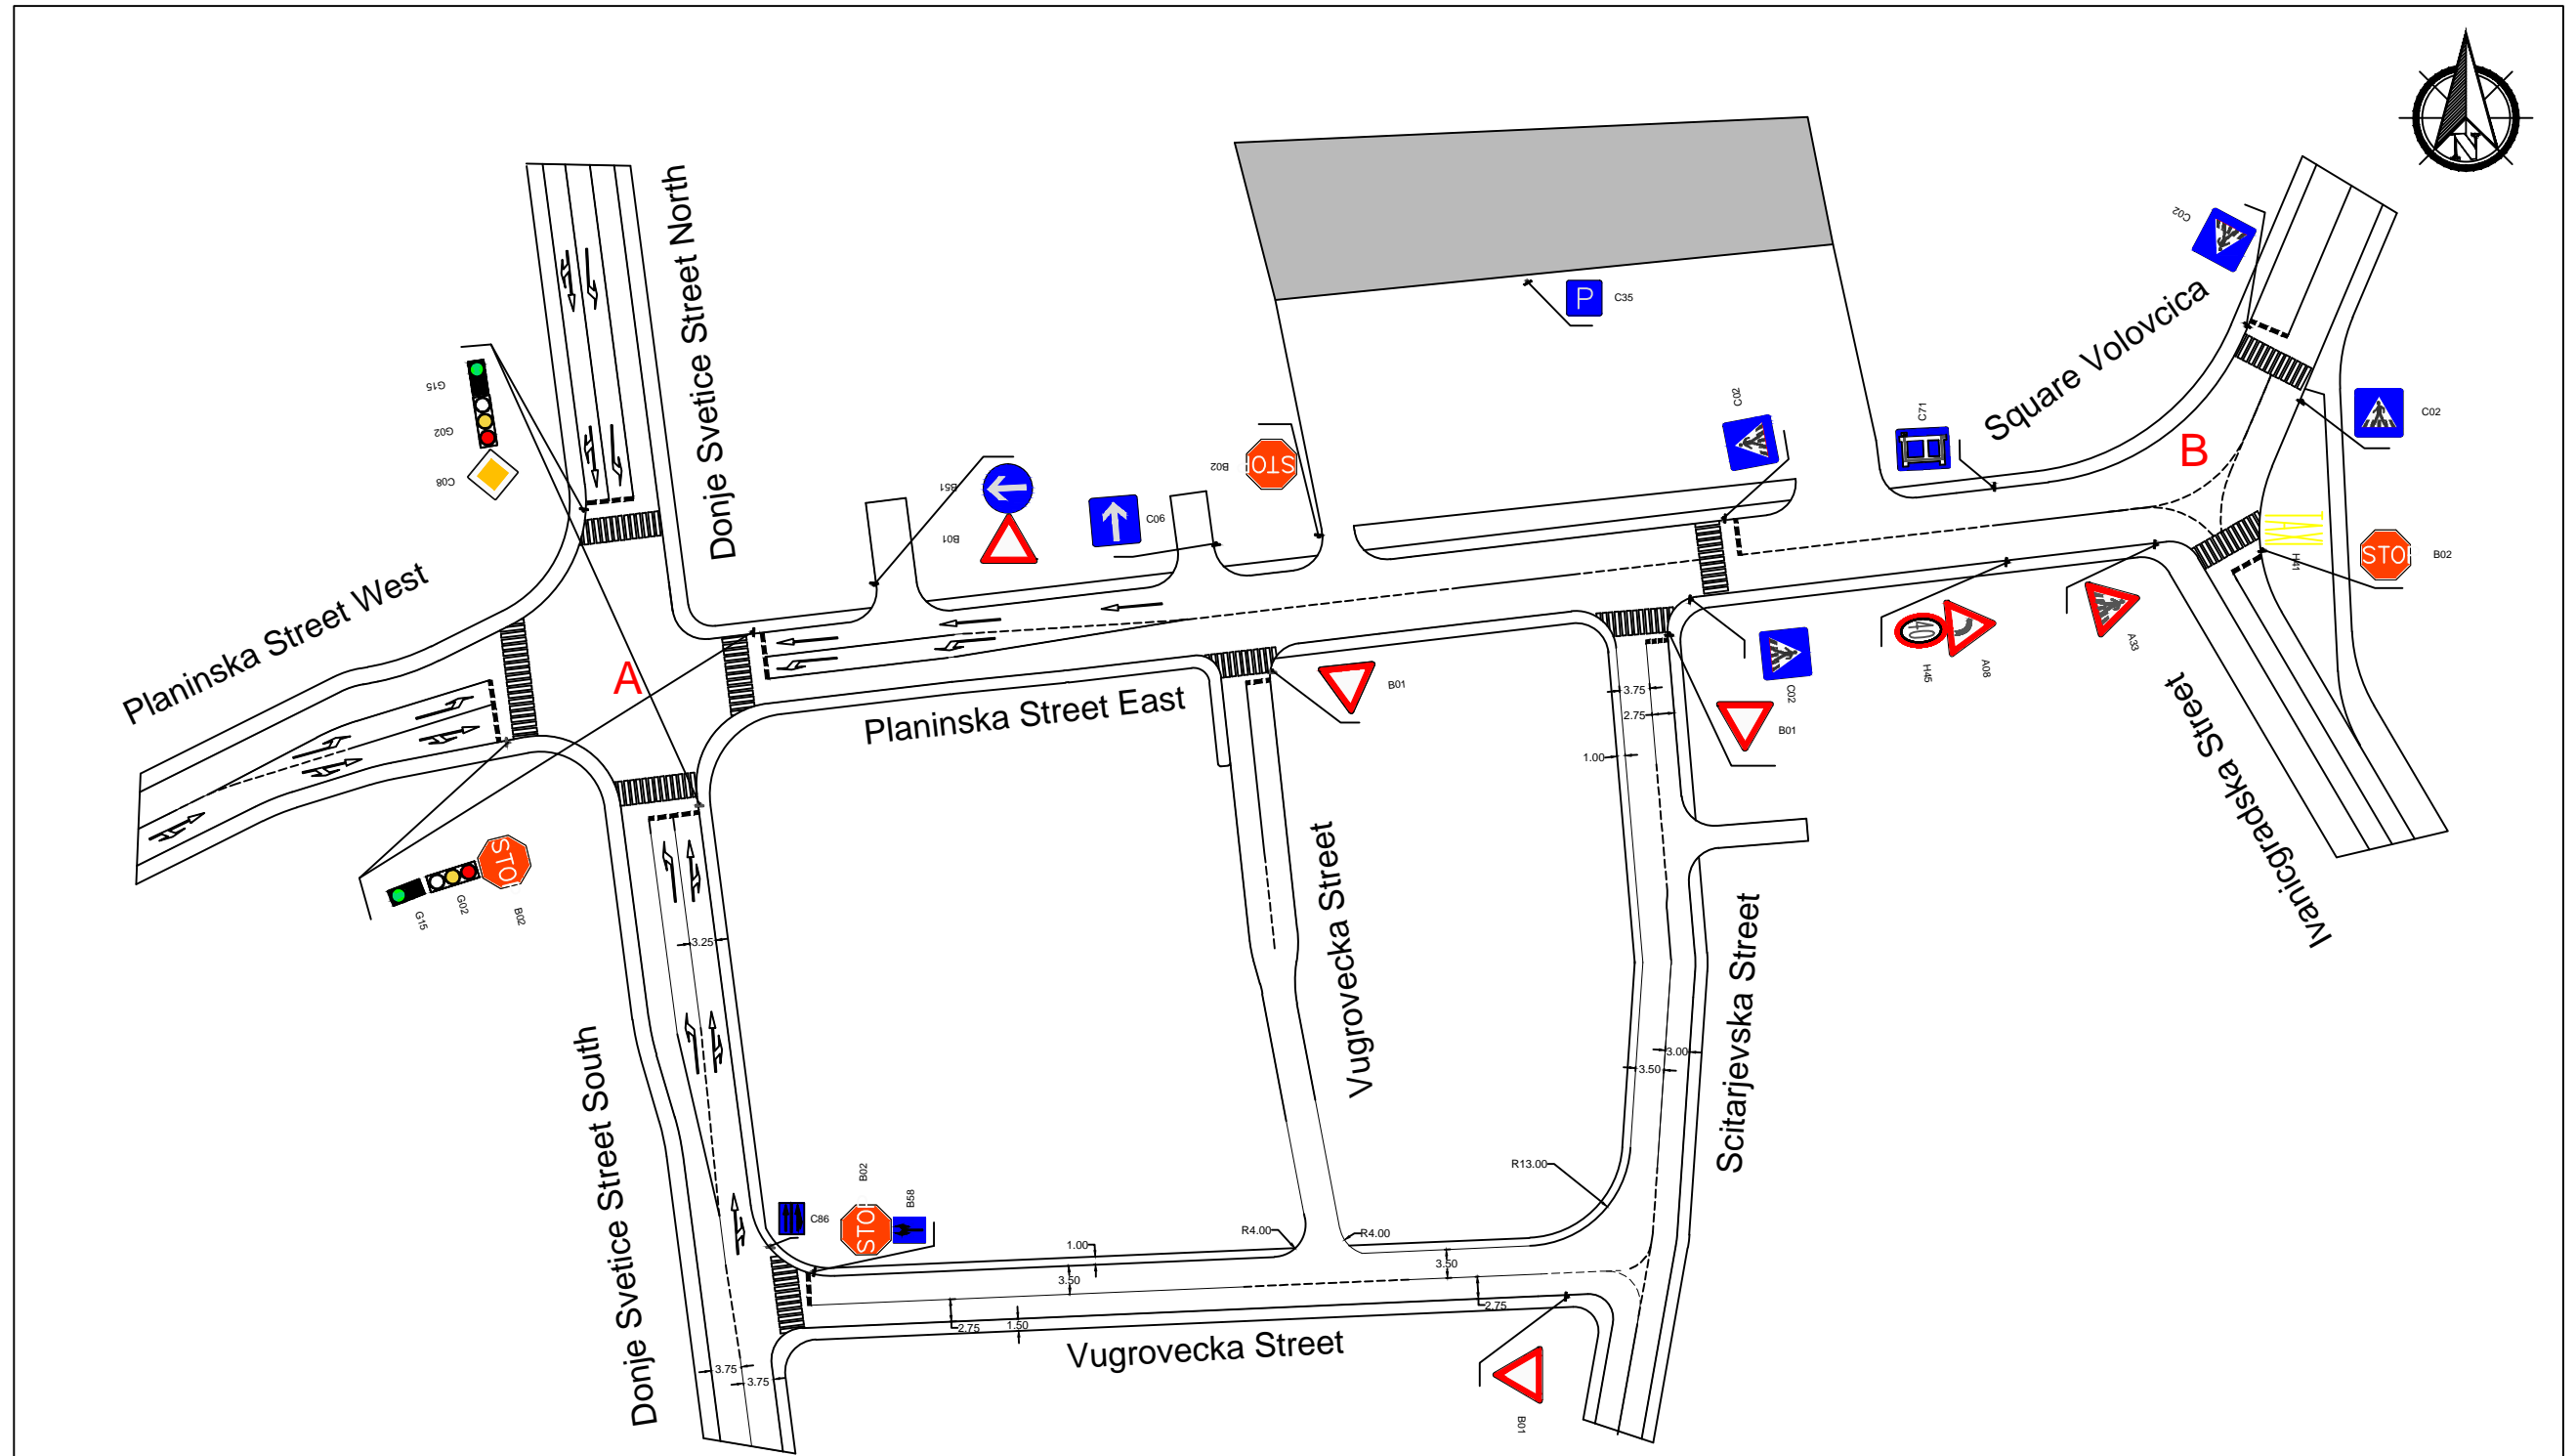 N
Donje Svetice Street North
Planinska Street West
Planinska Street East
Donje Svetice Street South
Vugrovecka Street
Vugrovecka Street
Scitarjevska Street
Square Volovcica
Ivanicgradska Street
A
B
G15
G02
C08
B51
B01
C06
STOP
B02
P
C35
C02
C71
C02
C02
TAXI
H41
STOP
B02
A33
40
H45
A08
C02
B01
B01
G15
G02
STOP
B02
C86
STOP
B02
B58
B01
3.75
2.75
1.00
3.25
3.00
3.50
R13.00
R4.00
R4.00
1.00
3.50
3.50
2.75
2.75
1.50
3.75
3.75